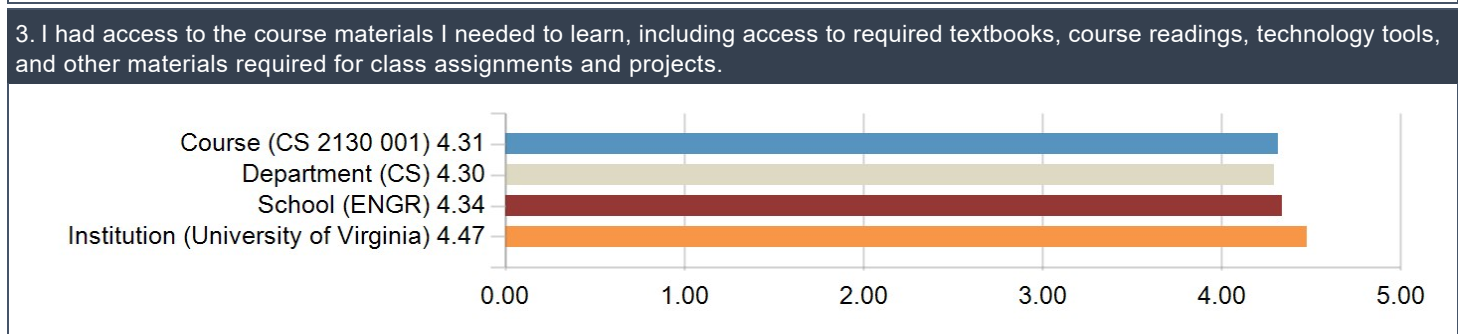 3. I had access to the course materials I needed to learn, including access to required textbooks, course readings, technology tools,
and other materials required for class assignments and projects.
Course (CS 2130 001) 4.31
Department (CS) 4.30
School (ENGR) 4.34
Institution (University of Virginia) 4.47
0.00 1.00 2.00 3.00 4.00 5.00